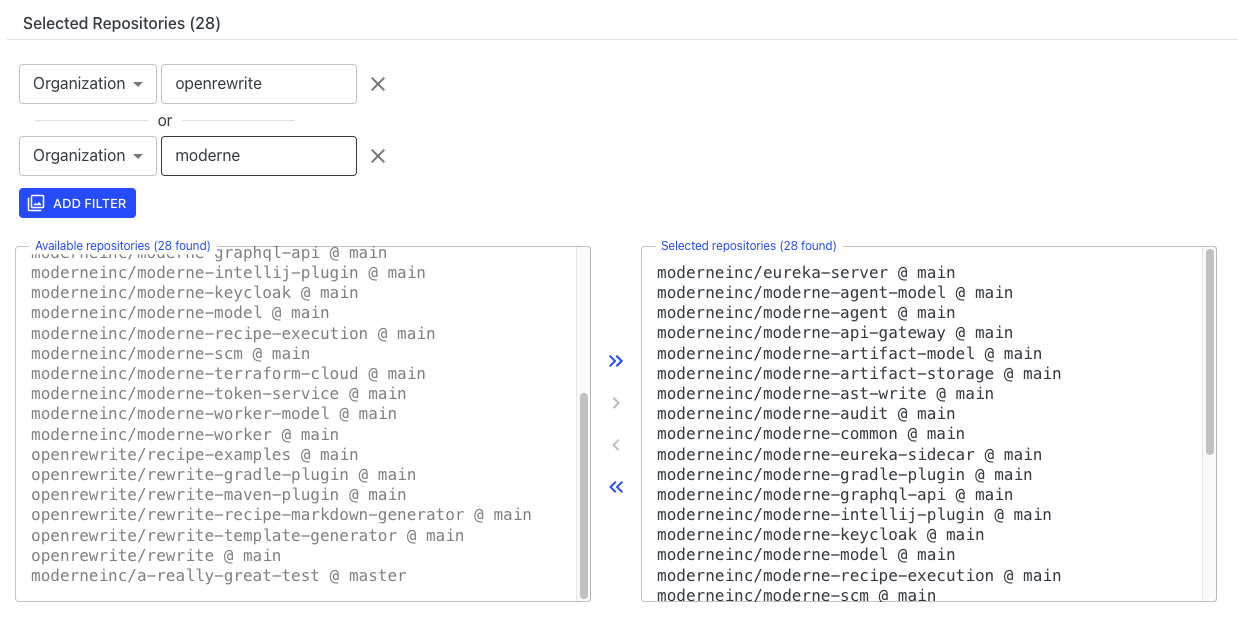 Selected Repositories (28)
Organization
openrewrite
or
Organization
moderne
ADD FILTER
Available repositories (28 found)
moderneinc/moderne-graphql-api @ main
moderneinc/moderne-intellij-plugin @ main
moderneinc/moderne-keycloak @ main
moderneinc/moderne-model @ main
moderneinc/moderne-recipe-execution @ main
moderneinc/moderne-scm @ main
moderneinc/moderne-terraform-cloud @ main
moderneinc/moderne-token-service @ main
moderneinc/moderne-worker-model @ main
moderneinc/moderne-worker @ main
openrewrite/recipe-examples @ main
openrewrite/rewrite-gradle-plugin @ main
openrewrite/rewrite-maven-plugin @ main
openrewrite/rewrite-recipe-markdown-generator @ main
openrewrite/rewrite-template-generator @ main
openrewrite/rewrite @ main
moderneinc/a-really-great-test @ master
Selected repositories (28 found)
moderneinc/eureka-server @ main
moderneinc/moderne-agent-model @ main
moderneinc/moderne-agent @ main
moderneinc/moderne-api-gateway @ main
moderneinc/moderne-artifact-model @ main
moderneinc/moderne-artifact-storage @ main
moderneinc/moderne-ast-write @ main
moderneinc/moderne-audit @ main
moderneinc/moderne-common @ main
moderneinc/moderne-eureka-sidecar @ main
moderneinc/moderne-gradle-plugin @ main
moderneinc/moderne-graphql-api @ main
moderneinc/moderne-intellij-plugin @ main
moderneinc/moderne-keycloak @ main
moderneinc/moderne-model @ main
moderneinc/moderne-recipe-execution @ main
moderneinc/moderne-scm @ main